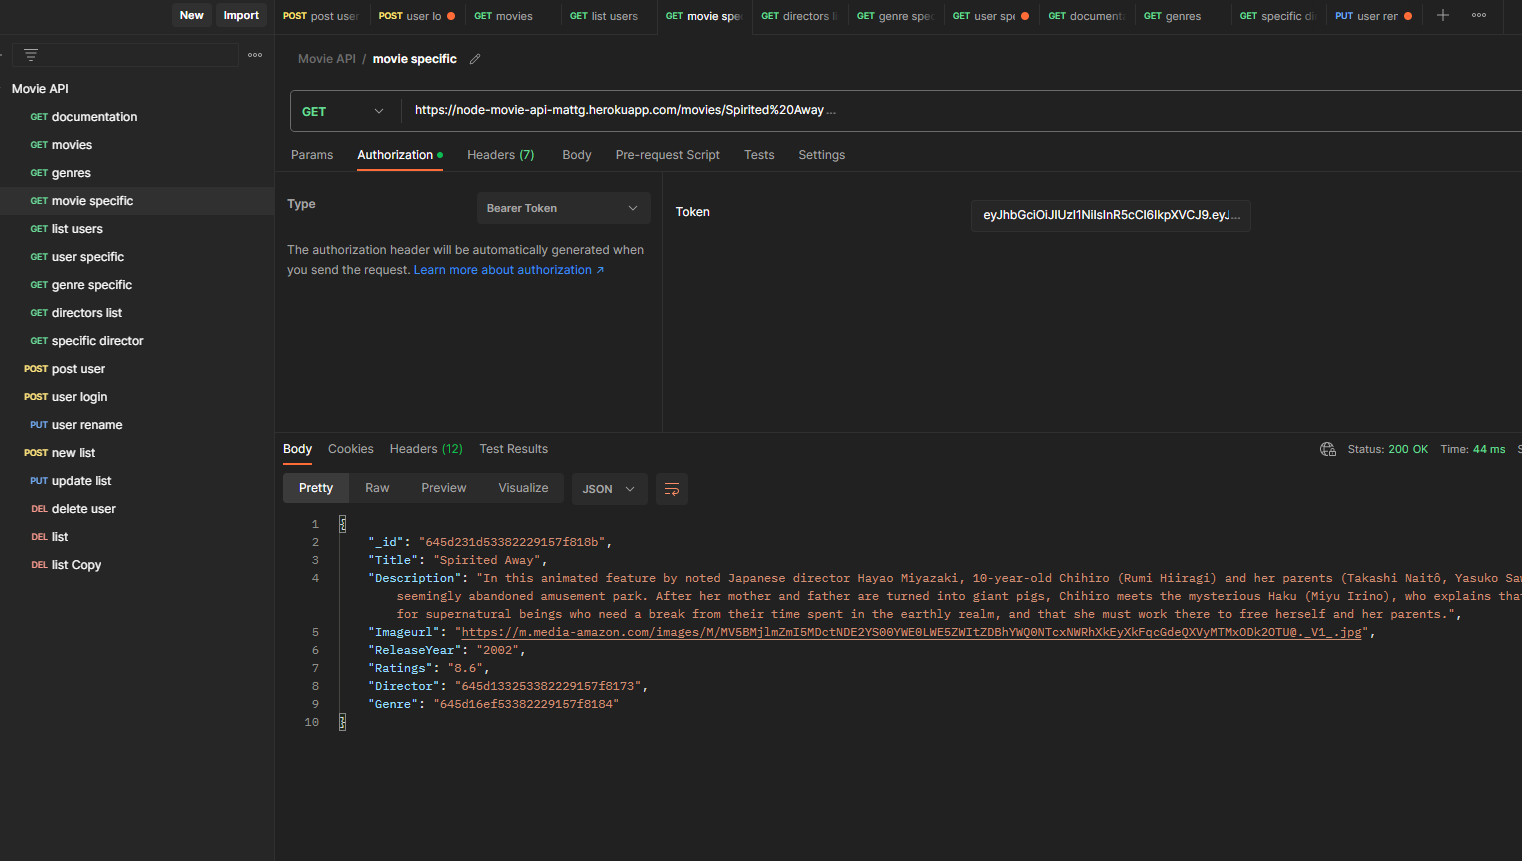 New Import
POST post user
POST user lo
GET movies
GET list users
GET movie spe
GET directors li
GET genre spec
GET user spe
GET document
GET genres
GET specific di
PUT user ren
Movie API / movie specific
Movie API
GET documentation
GET movies
GET genres
GET movie specific
GET list users
GET user specific
GET genre specific
GET directors list
GET specific director
POST post user
POST user login
PUT user rename
POST new list
PUT update list
DEL delete user
DEL list
DEL list Copy
GET https://node-movie-api-mattg.herokuapp.com/movies/Spirited%20Away ...
Params Authorization Headers (7) Body Pre-request Script Tests Settings
Type Bearer Token
The authorization header will be automatically generated when
you send the request. Learn more about authorization ↗
Token eyJhbGciOiJIUzI1NiIsInR5cCI6IkpXVCJ9.eyJ...
Body Cookies Headers (12) Test Results
Status: 200 OK Time: 44 ms S
Pretty Raw Preview Visualize JSON
1 {
2 "_id": "645d231d53382229157f818b",
3 "Title": "Spirited Away",
4 "Description": "In this animated feature by noted Japanese director Hayao Miyazaki, 10-year-old Chihiro (Rumi Hiiragi) and her parents (Takashi Naitô, Yasuko Saw
seemingly abandoned amusement park. After her mother and father are turned into giant pigs, Chihiro meets the mysterious Haku (Miyu Irino), who explains that
for supernatural beings who need a break from their time spent in the earthly realm, and that she must work there to free herself and her parents.",
5 "Imageurl": "https://m.media-amazon.com/images/M/MV5BMjlmZmI5MDctNDE2YS00YWE0LWE5ZWItZDBhYWQ0NTcxNWRhXkEyXkFqcGdeQXVyMTMxODk2OTU@._V1_.jpg",
6 "ReleaseYear": "2002",
7 "Ratings": "8.6",
8 "Director": "645d133253382229157f8173",
9 "Genre": "645d16ef53382229157f8184"
10 }